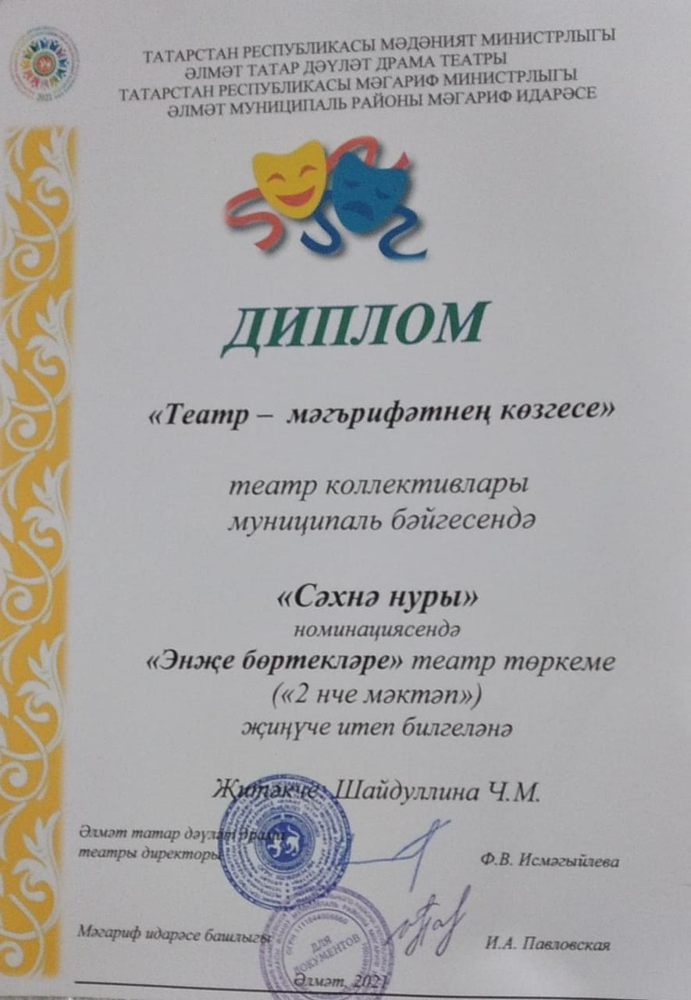 ТАТАРСТАН РЕСПУБЛИКАСЫ МӘДӘНИЯТ МИНИСТРЛЫГЫ
ӘЛМӘТ ТАТАР ДӘҮЛӘТ ДРАМА ТЕАТРЫ
ТАТАРСТАН РЕСПУБЛИКАСЫ МӘГАРИФ МИНИСТРЛЫГЫ
ӘЛМӘТ МУНИЦИПАЛЬ РАЙОНЫ МӘГАРИФ ИДАРӘСЕ
2021
ДИПЛОМ
«Театр – мәгърифәтнең көзгесе»
театр коллективлары
муниципаль бәйгесендә
«Сәхнә нуры»
номинациясендә
«Энҗе бөртекләре» театр төркеме
(«2 нче мәктәп»)
җиңүче итеп билгеләнә
Җитәкче: Шайдуллина Ч.М.
Әлмәт татар дәүләт драма
театры директоры
Ф.В. Исмәгыйлева
Мәгариф идарәсе башлыгы
И.А. Павловская
ДЛЯ
ДОКУМЕНТОВ
Әлмәт, 2021